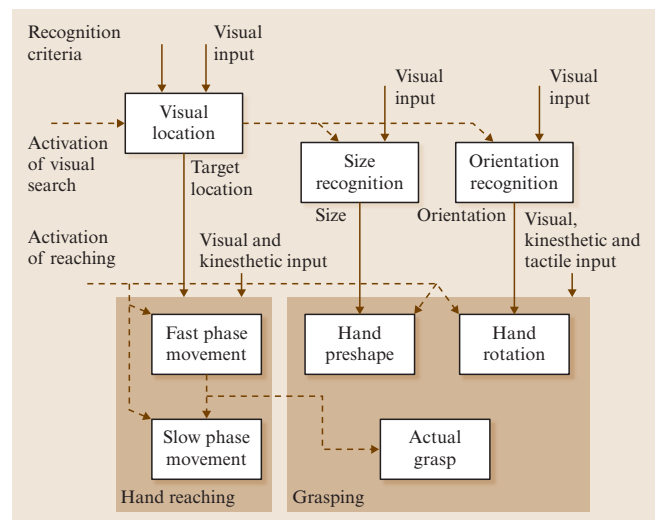 Recognition
criteria
Visual
input
Visual
input
Visual
input
Visual
location
Activation
of visual
search
Target
location
Size
recognition
Orientation
recognition
Size
Orientation
Visual,
kinesthetic and
tactile input
Activation
of reaching
Visual and
kinesthetic input
Fast phase
movement
Hand
preshape
Hand
rotation
Slow phase
movement
Actual
grasp
Hand reaching
Grasping